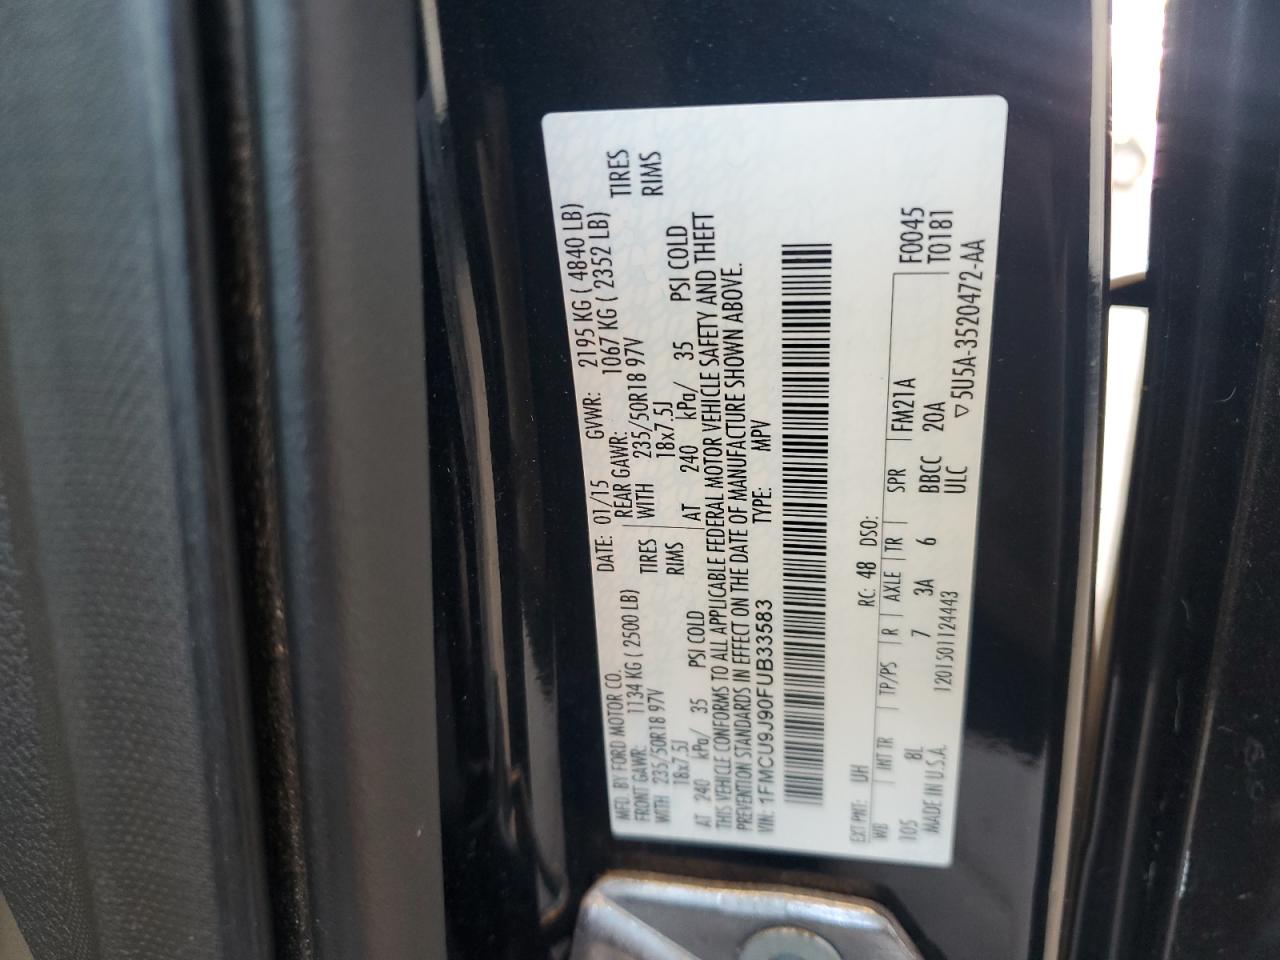 MFD. BY FORD MOTOR CO. DATE: 01/15 GVWR: 2195 KG ( 4840 LB)
FRONT GAWR: 1134 KG ( 2500 LB) REAR GAWR: 1067 KG ( 2352 LB)
WITH 235/50R18 97V TIRES WITH 235/50R18 97V TIRES
18x7.5J RIMS 18x7.5J RIMS
AT 240 kPa/ 35 PSI COLD AT 240 kPa/ 35 PSI COLD
THIS VEHICLE CONFORMS TO ALL APPLICABLE FEDERAL MOTOR VEHICLE SAFETY AND THEFT
PREVENTION STANDARDS IN EFFECT ON THE DATE OF MANUFACTURE SHOWN ABOVE.
VIN: 1FMCU9J90FUB33583 TYPE: MPV
EXT PNT: UH RC: 48 DSO: F0045
WB INT TR TP/PS R AXLE TR SPR FM21A T0181
105 8L 7 3A 6 BBCC 20A
MADE IN U.S.A. 1201501124443 ULC ▽5U5A-3520472-AA